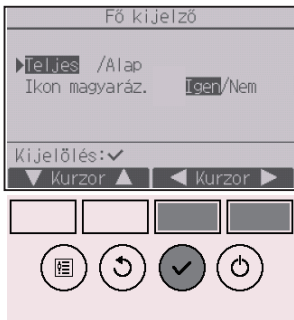 Fő kijelző
▶Teljes /Alap
Ikon magyaráz. Igen/Nem
Kijelölés:✓
▼ Kurzor ▲ ◀ Kurzor ▶